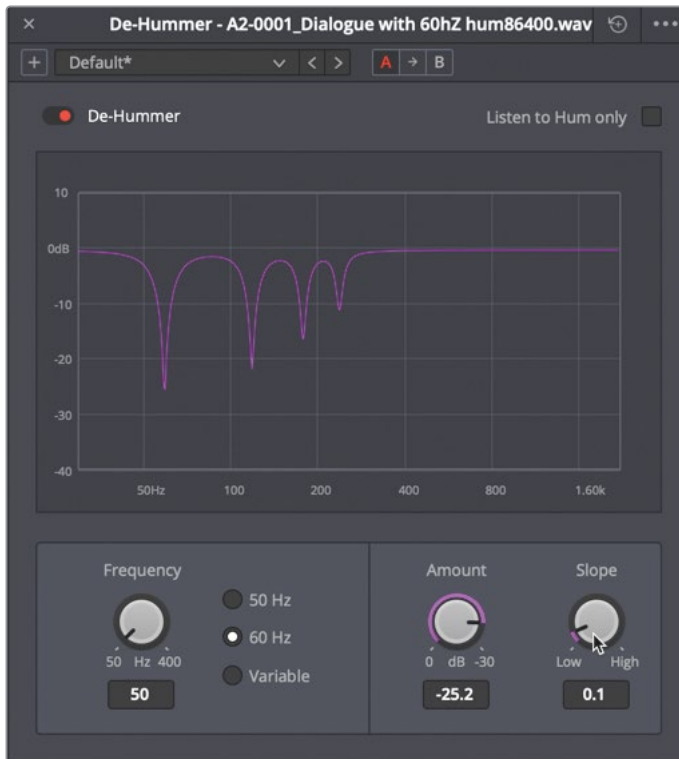 De-Hummer - A2-0001_Dialogue with 60hZ hum86400.wav
Default*
A
B
De-Hummer
Listen to Hum only
10
0dB
-10
-20
-30
-40
50Hz 100 200 400 800 1.60k
Frequency
50 Hz
60 Hz
Variable
50 Hz 400
50
Amount
0 dB -30
-25.2
Slope
Low High
0.1